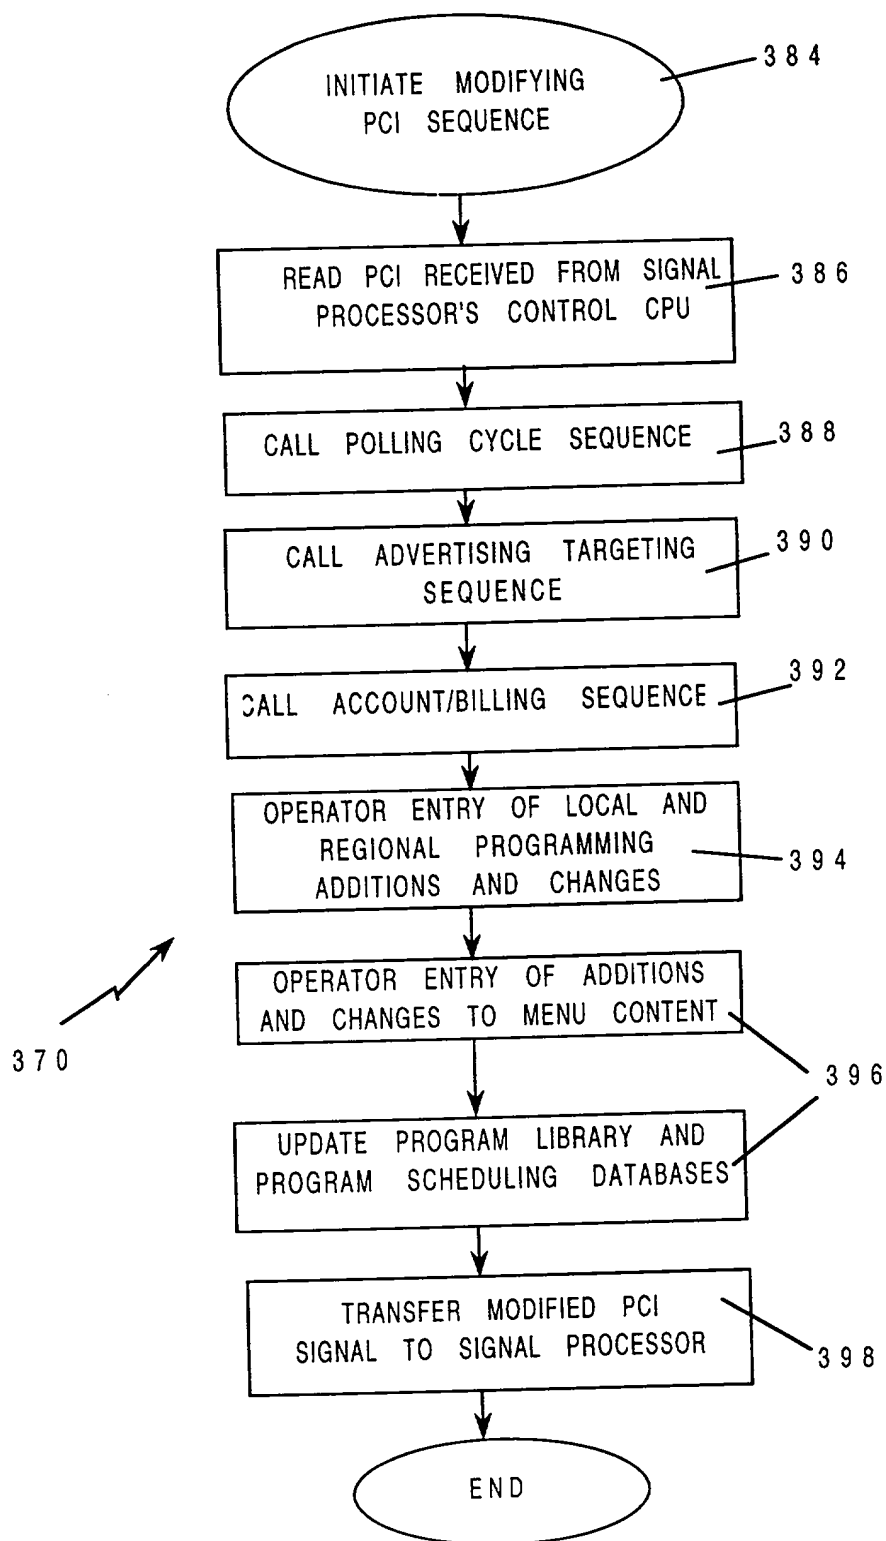 INITIATE MODIFYING
PCI SEQUENCE
384
READ PCI RECEIVED FROM SIGNAL
PROCESSOR'S CONTROL CPU
386
CALL POLLING CYCLE SEQUENCE
388
CALL ADVERTISING TARGETING
SEQUENCE
390
CALL ACCOUNT/BILLING SEQUENCE
392
OPERATOR ENTRY OF LOCAL AND
REGIONAL PROGRAMMING
ADDITIONS AND CHANGES
394
OPERATOR ENTRY OF ADDITIONS
AND CHANGES TO MENU CONTENT
370
396
UPDATE PROGRAM LIBRARY AND
PROGRAM SCHEDULING DATABASES
TRANSFER MODIFIED PCI
SIGNAL TO SIGNAL PROCESSOR
398
END